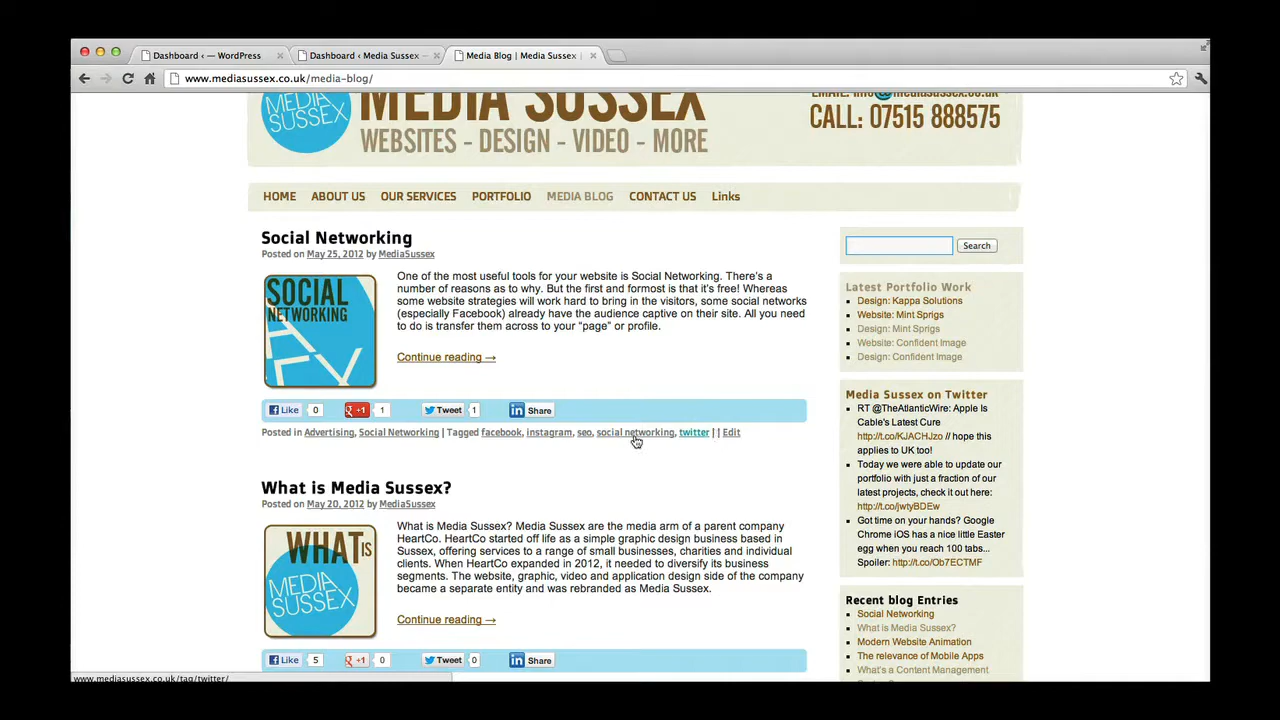 Dashboard ‹ — WordPress
Dashboard ‹ Media Sussex —
Media Blog | Media Sussex |
www.mediasussex.co.uk/media-blog/
MEDIA SUSSEX
MEDIA SUSSEX
WEBSITES - DESIGN - VIDEO - MORE
EMAIL: info@mediasussex.co.uk
CALL: 07515 888575
HOME ABOUT US OUR SERVICES PORTFOLIO MEDIA BLOG CONTACT US Links
Social Networking
Posted on May 25, 2012 by MediaSussex
SOCIAL
NETWORKING
One of the most useful tools for your website is Social Networking. There's a
number of reasons as to why. But the first and formost is that it's free! Whereas
some website strategies will work hard to bring in the visitors, some social networks
(especially Facebook) already have the audience captive on their site. All you need
to do is transfer them across to your "page" or profile.
Continue reading →
Like 0 +1 1 Tweet 1 Share
Posted in Advertising, Social Networking | Tagged facebook, instagram, seo, social networking, twitter | | Edit
What is Media Sussex?
Posted on May 20, 2012 by MediaSussex
WHAT IS
MEDIA
SUSSEX
What is Media Sussex? Media Sussex are the media arm of a parent company
HeartCo. HeartCo started off life as a simple graphic design business based in
Sussex, offering services to a range of small businesses, charities and individual
clients. When HeartCo expanded in 2012, it needed to diversify its business
segments. The website, graphic, video and application design side of the company
became a separate entity and was rebranded as Media Sussex.
Continue reading →
Like 5 +1 0 Tweet 0 Share
Search
Latest Portfolio Work
Design: Kappa Solutions
Website: Mint Sprigs
Design: Mint Sprigs
Website: Confident Image
Design: Confident Image
Media Sussex on Twitter
RT @TheAtlanticWire: Apple Is
Cable's Latest Cure
http://t.co/KJACHJzo // hope this
applies to UK too!
Today we were able to update our
portfolio with just a fraction of our
latest projects, check it out here:
http://t.co/jwtyBDEw
Got time on your hands? Google
Chrome iOS has a nice little Easter
egg when you reach 100 tabs...
Spoiler: http://t.co/Ob7ECTMF
Recent blog Entries
Social Networking
What is Media Sussex?
Modern Website Animation
The relevance of Mobile Apps
What's a Content Management
www.mediasussex.co.uk/tag/twitter/